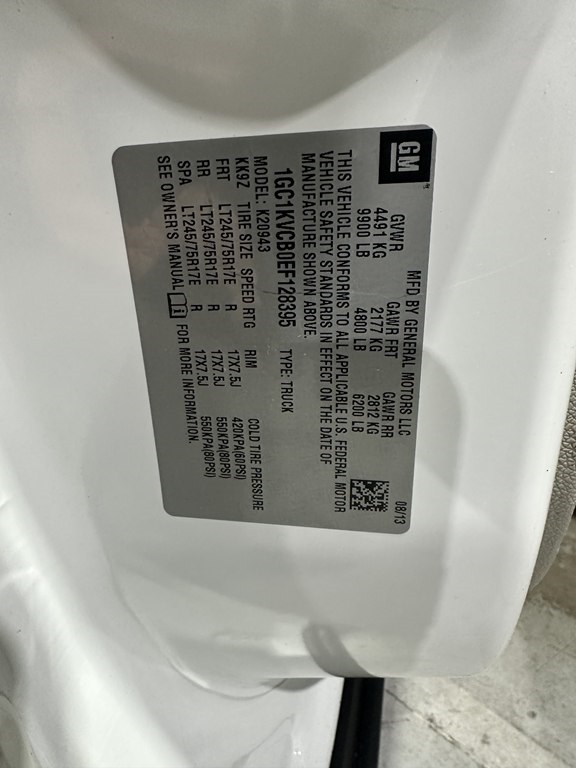 GM®
MFD BY GENERAL MOTORS LLC 08/13
GVWR GAWR FRT GAWR RR
4491 KG 2177 KG 2812 KG
9900 LB 4800 LB 6200 LB
THIS VEHICLE CONFORMS TO ALL APPLICABLE U.S. FEDERAL MOTOR
VEHICLE SAFETY STANDARDS IN EFFECT ON THE DATE OF
MANUFACTURE SHOWN ABOVE.
1GC1KVCB0EF128395 TYPE: TRUCK
MODEL: K20943
KK9Z TIRE SIZE SPEED RTG RIM COLD TIRE PRESSURE
FRT LT245/75R17E R 17X7.5J 420KPA(60PSI)
RR LT245/75R17E R 17X7.5J 550KPA(80PSI)
SPA LT245/75R17E R 17X7.5J 550KPA(80PSI)
SEE OWNER'S MANUAL FOR MORE INFORMATION.